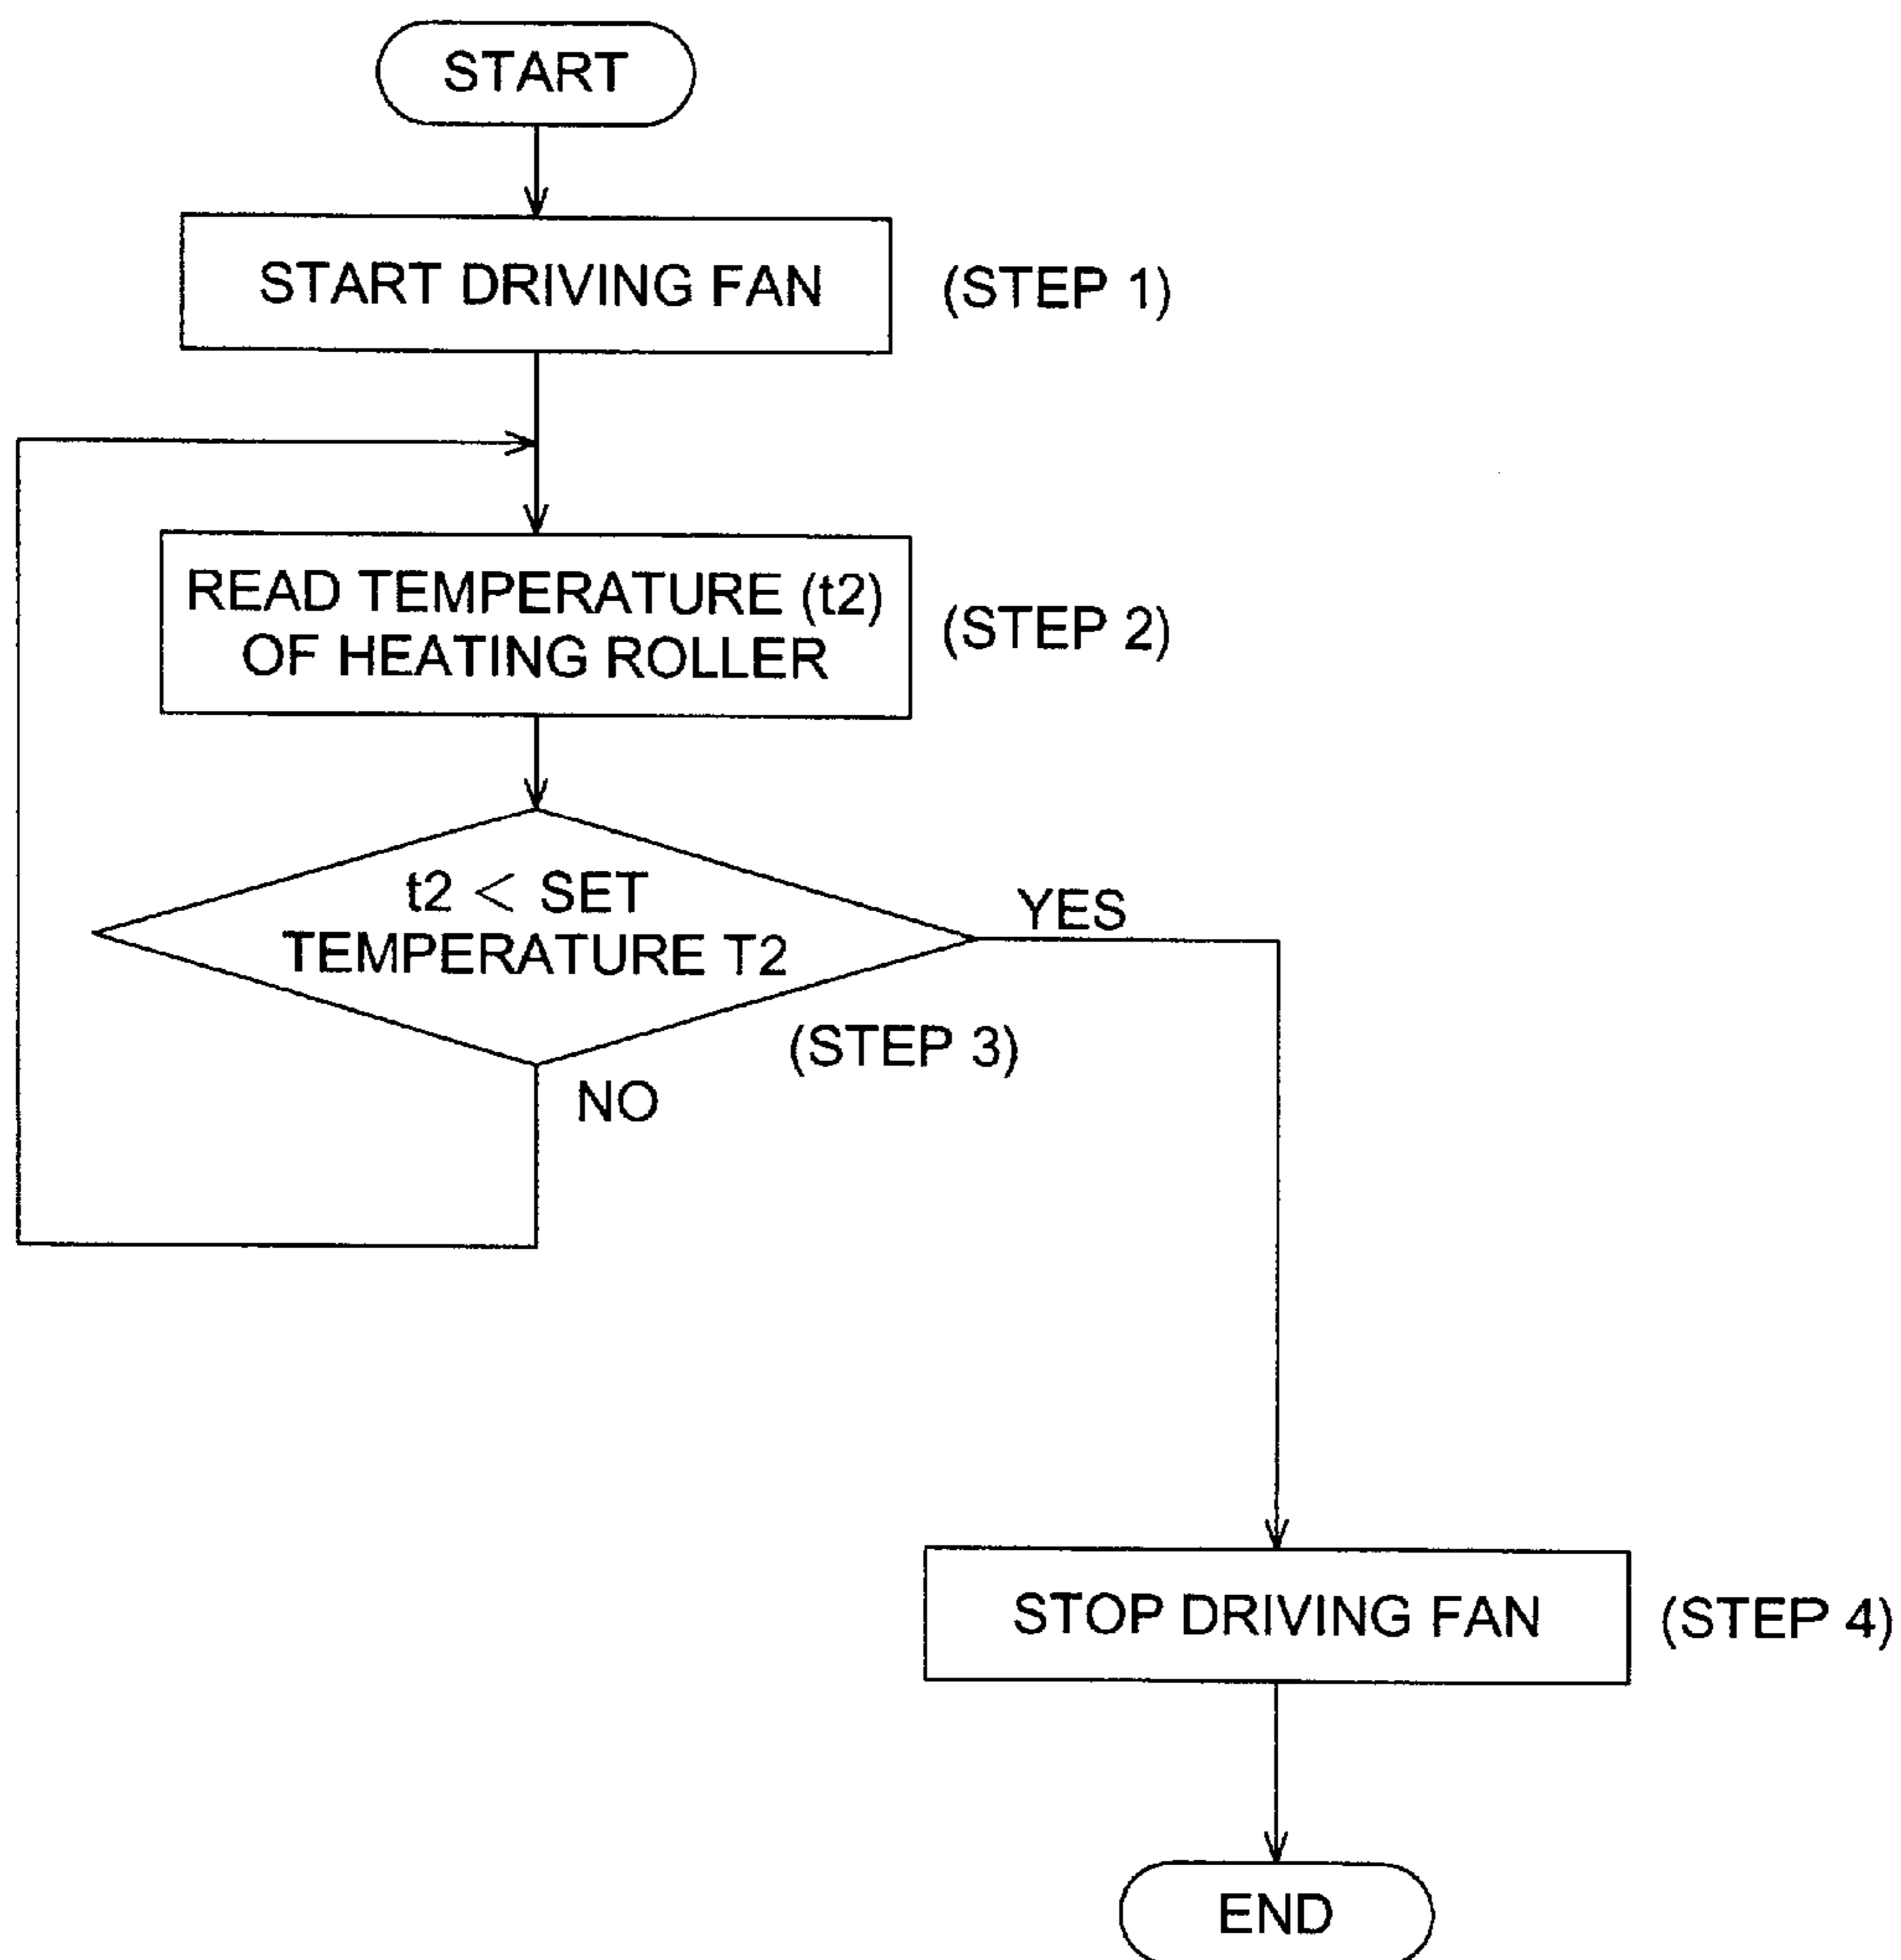 START
START DRIVING FAN
(STEP 1)
READ TEMPERATURE (t2)
OF HEATING ROLLER
(STEP 2)
t2 < SET
TEMPERATURE T2
YES
(STEP 3)
NO
STOP DRIVING FAN
(STEP 4)
END